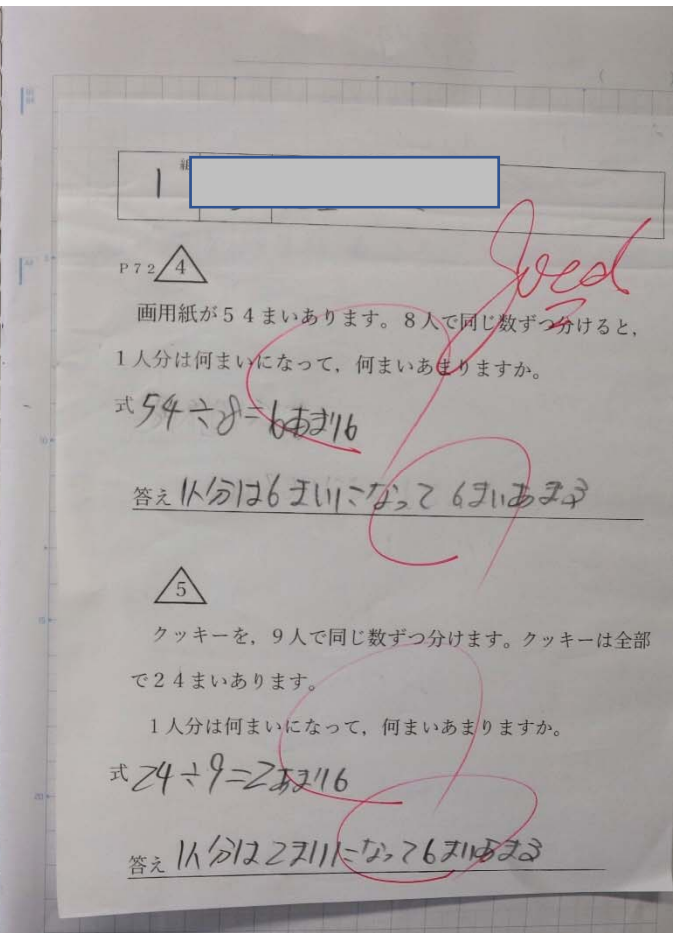 1 組
Good
P72 4
画用紙が54まいあります。8人で同じ数ずつ分けると,
1人分は何まいになって,何まいあまりますか。
式 54÷8=6あまり6
答え 1人分は6まいになって6まいあまる
5
クッキーを,9人で同じ数ずつ分けます。クッキーは全部
で24まいあります。
1人分は何まいになって,何まいあまりますか。
式 24÷9=2あまり6
答え 1人分は2まいになって6まいあまる